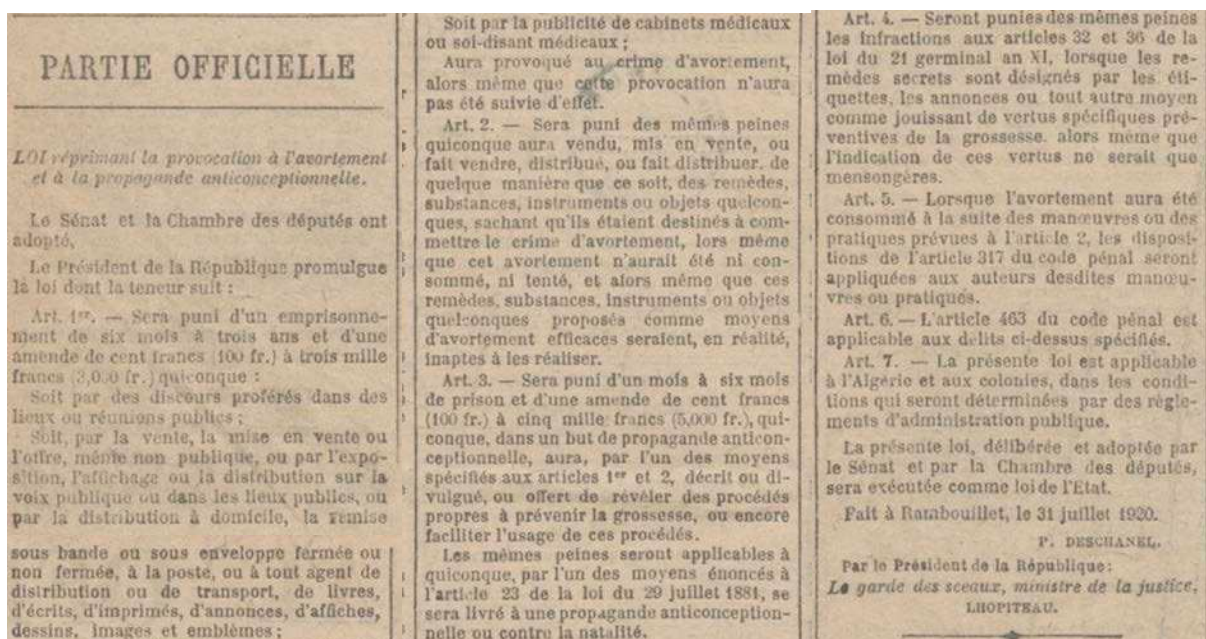 PARTIE OFFICIELLE
LOI réprimant la provocation à l'avortement
et à la propagande anticonceptionnelle.
Le Sénat et la Chambre des députés ont
adopté,
Le Président de la République promulgue
la loi dont la teneur suit :
Art. 1er. — Sera puni d'un emprisonne-
ment de six mois à trois ans et d'une
amende de cent francs (100 fr.) à trois mille
francs (3,000 fr.) quiconque :
Soit par des discours proférés dans des
lieux ou réunions publics ;
Soit, par la vente, la mise en vente ou
l'offre, même non publique, ou par l'expo-
sition, l'affichage ou la distribution sur la
voix publique ou dans les lieux publics, ou
par la distribution à domicile, la remise
sous bande ou sous enveloppe fermée ou
non fermée, à la poste, ou à tout agent de
distribution ou de transport, de livres,
d'écrits, d'imprimés, d'annonces, d'affiches,
dessins, images et emblèmes ;
Soit par la publicité de cabinets médicaux
ou soi-disant médicaux ;
Aura provoqué au crime d'avortement,
alors même que cette provocation n'aura
pas été suivie d'effet.
Art. 2. — Sera puni des mêmes peines
quiconque aura vendu, mis en vente, ou
fait vendre, distribué, ou fait distribuer, de
quelque manière que ce soit, des remèdes,
substances, instruments ou objets quelcon-
ques, sachant qu'ils étaient destinés à com-
mettre le crime d'avortement, lors même
que cet avortement n'aurait été ni con-
sommé, ni tenté, et alors même que ces
remèdes, substances, instruments ou objets
quelconques proposés comme moyens
d'avortement efficaces seraient, en réalité,
inaptes à les réaliser.
Art. 3. — Sera puni d'un mois à six mois
de prison et d'une amende de cent francs
(100 fr.) à cinq mille francs (5,000 fr.), qui-
conque, dans un but de propagande anticon-
ceptionnelle, aura, par l'un des moyens
spécifiés aux articles 1er et 2, décrit ou di-
vulgué, ou offert de révéler des procédés
propres à prévenir la grossesse, ou encore
faciliter l'usage de ces procédés.
Les mêmes peines seront applicables à
quiconque, par l'un des moyens énoncés à
l'article 23 de la loi du 29 juillet 1881, se
sera livré à une propagande anticonception-
nelle ou contre la natalité.
Art. 4. — Seront punies des mêmes peines
les infractions aux articles 32 et 36 de la
loi du 21 germinal an XI, lorsque les re-
mèdes secrets sont désignés par les éti-
quettes, les annonces ou tout autre moyen
comme jouissant de vertus spécifiques pré-
ventives de la grossesse. alors même que
l'indication de ces vertus ne serait que
mensongères.
Art. 5. — Lorsque l'avortement aura été
consommé à la suite des manœuvres ou des
pratiques prévues à l'article 2, les disposi-
tions de l'article 317 du code pénal seront
appliquées aux auteurs desdites manœu-
vres ou pratiques.
Art. 6. — L'article 463 du code pénal est
applicable aux délits ci-dessus spécifiés.
Art. 7. — La présente loi est applicable
à l'Algérie et aux colonies, dans les condi-
tions qui seront déterminées par des règle-
ments d'administration publique.
La présente loi, délibérée et adoptée par
le Sénat et par la Chambre des députés,
sera exécutée comme loi de l'Etat.
Fait à Rambouillet, le 31 juillet 1920.
P. DESCHANEL.
Par le Président de la République:
Le garde des sceaux, ministre de la justice,
LHOPITEAU.